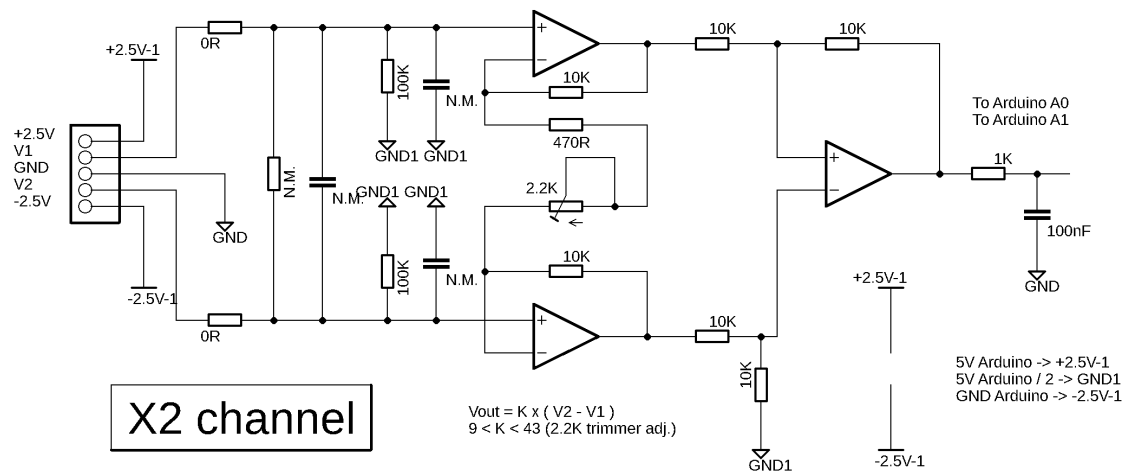 +2.5V-1
0R
100K
N.M.
+
−
10K
10K
10K
To Arduino A0
To Arduino A1
+2.5V
V1
GND
V2
-2.5V
GND1
GND1
470R
+
−
1K
N.M.
N.M.
GND1
GND1
2.2K
GND
100nF
GND
-2.5V-1
100K
N.M.
10K
+2.5V-1
0R
+
−
10K
10K
5V Arduino -> +2.5V-1
5V Arduino / 2 -> GND1
GND Arduino -> -2.5V-1
X2 channel
Vout = K x ( V2 - V1 )
9 < K < 43 (2.2K trimmer adj.)
GND1
-2.5V-1